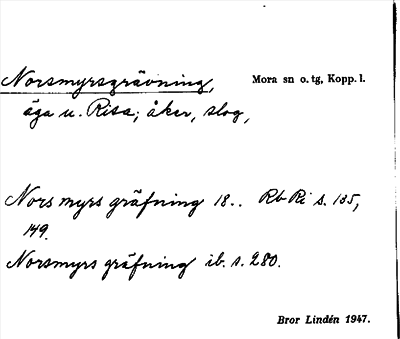 Norsmyrsgrävning, Mora sn o. tg, Kopp. l.
äga u. Risa; åker, slog,
Nors myrs gräfning 18.. Rb Ri s. 135,
149.
Norsmyrs gräfning ib. s. 280.
Bror Lindén 1947.